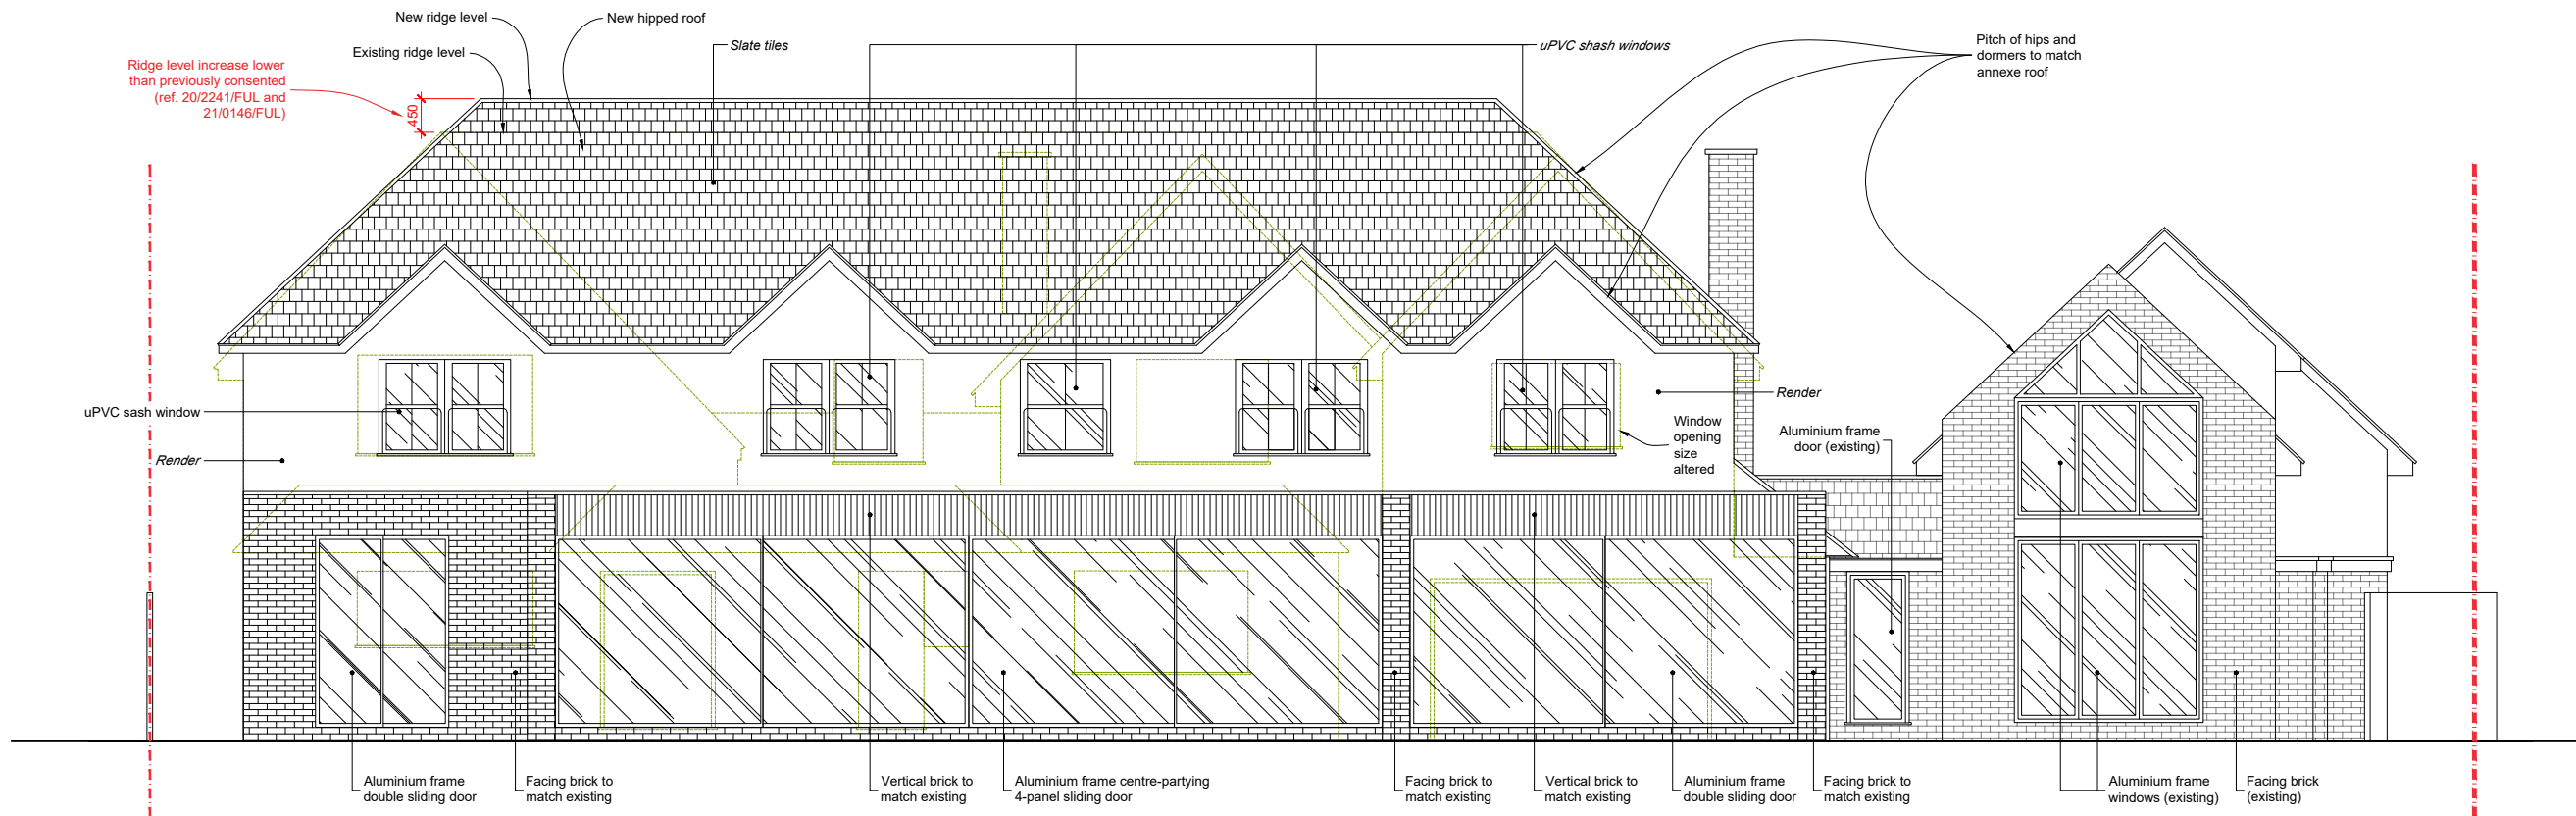 New ridge level
New hipped roof
Existing ridge level
Slate tiles
uPVC shash windows
Pitch of hips and
dormers to match
annexe roof
Ridge level increase lower
than previously consented
(ref. 20/2241/FUL and
21/0146/FUL)
450
uPVC sash window
Render
Render
Window
opening
size
altered
Aluminium frame
door (existing)
Aluminium frame
double sliding door
Facing brick to
match existing
Vertical brick to
match existing
Aluminium frame centre-partying
4-panel sliding door
Facing brick to
match existing
Vertical brick to
match existing
Aluminium frame
double sliding door
Facing brick to
match existing
Aluminium frame
windows (existing)
Facing brick
(existing)